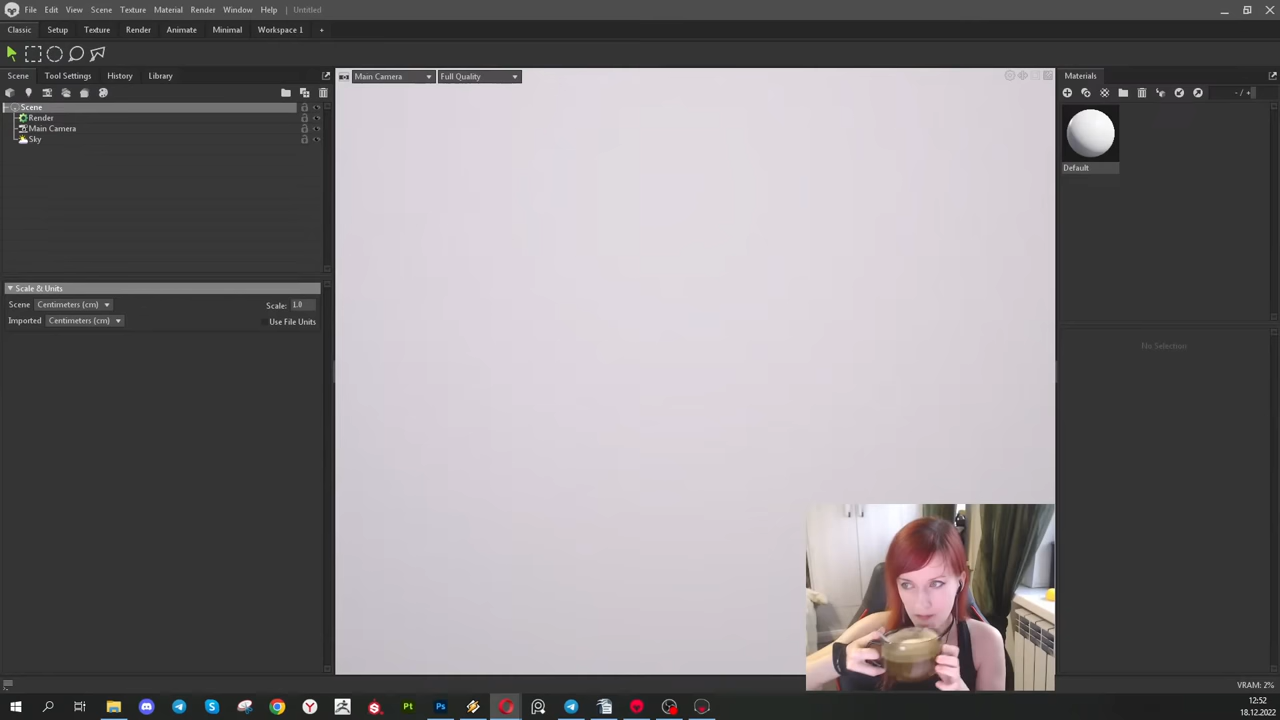 File Edit View Scene Texture Material Render Window Help Untitled
Classic Setup Texture Render Animate Minimal Workspace 1 +
Scene Tool Settings History Library
Main Camera Full Quality
Materials
- / +
Scene
Render
Main Camera
Sky
Default
Scale & Units
Scene Centimeters (cm) Scale: 1.0
Imported Centimeters (cm) Use File Units
No Selection
VRAM: 2%
Pt Ps
12:52
18.12.2022